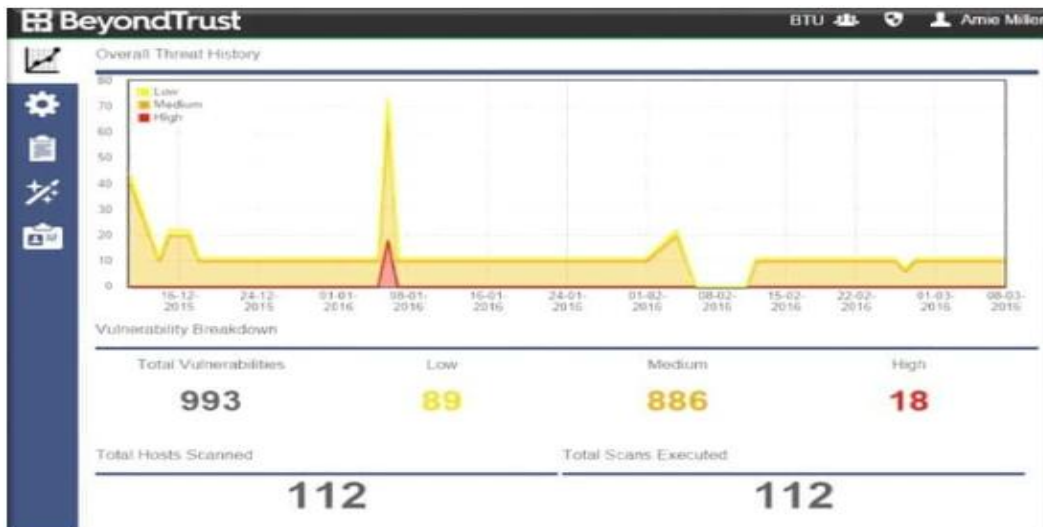 BeyondTrust
BTU
Amie Miller
Overall Threat History
80
Low
70
Medium
High
60
50
40
30
20
10
0
16-12-2015 24-12-2015 01-01-2016 08-01-2016 16-01-2016 24-01-2016 01-02-2016 08-02-2016 15-02-2016 22-02-2016 01-03-2016 08-03-2016
Vulnerability Breakdown
Total Vulnerabilities Low Medium High
993 89 886 18
Total Hosts Scanned Total Scans Executed
112 112